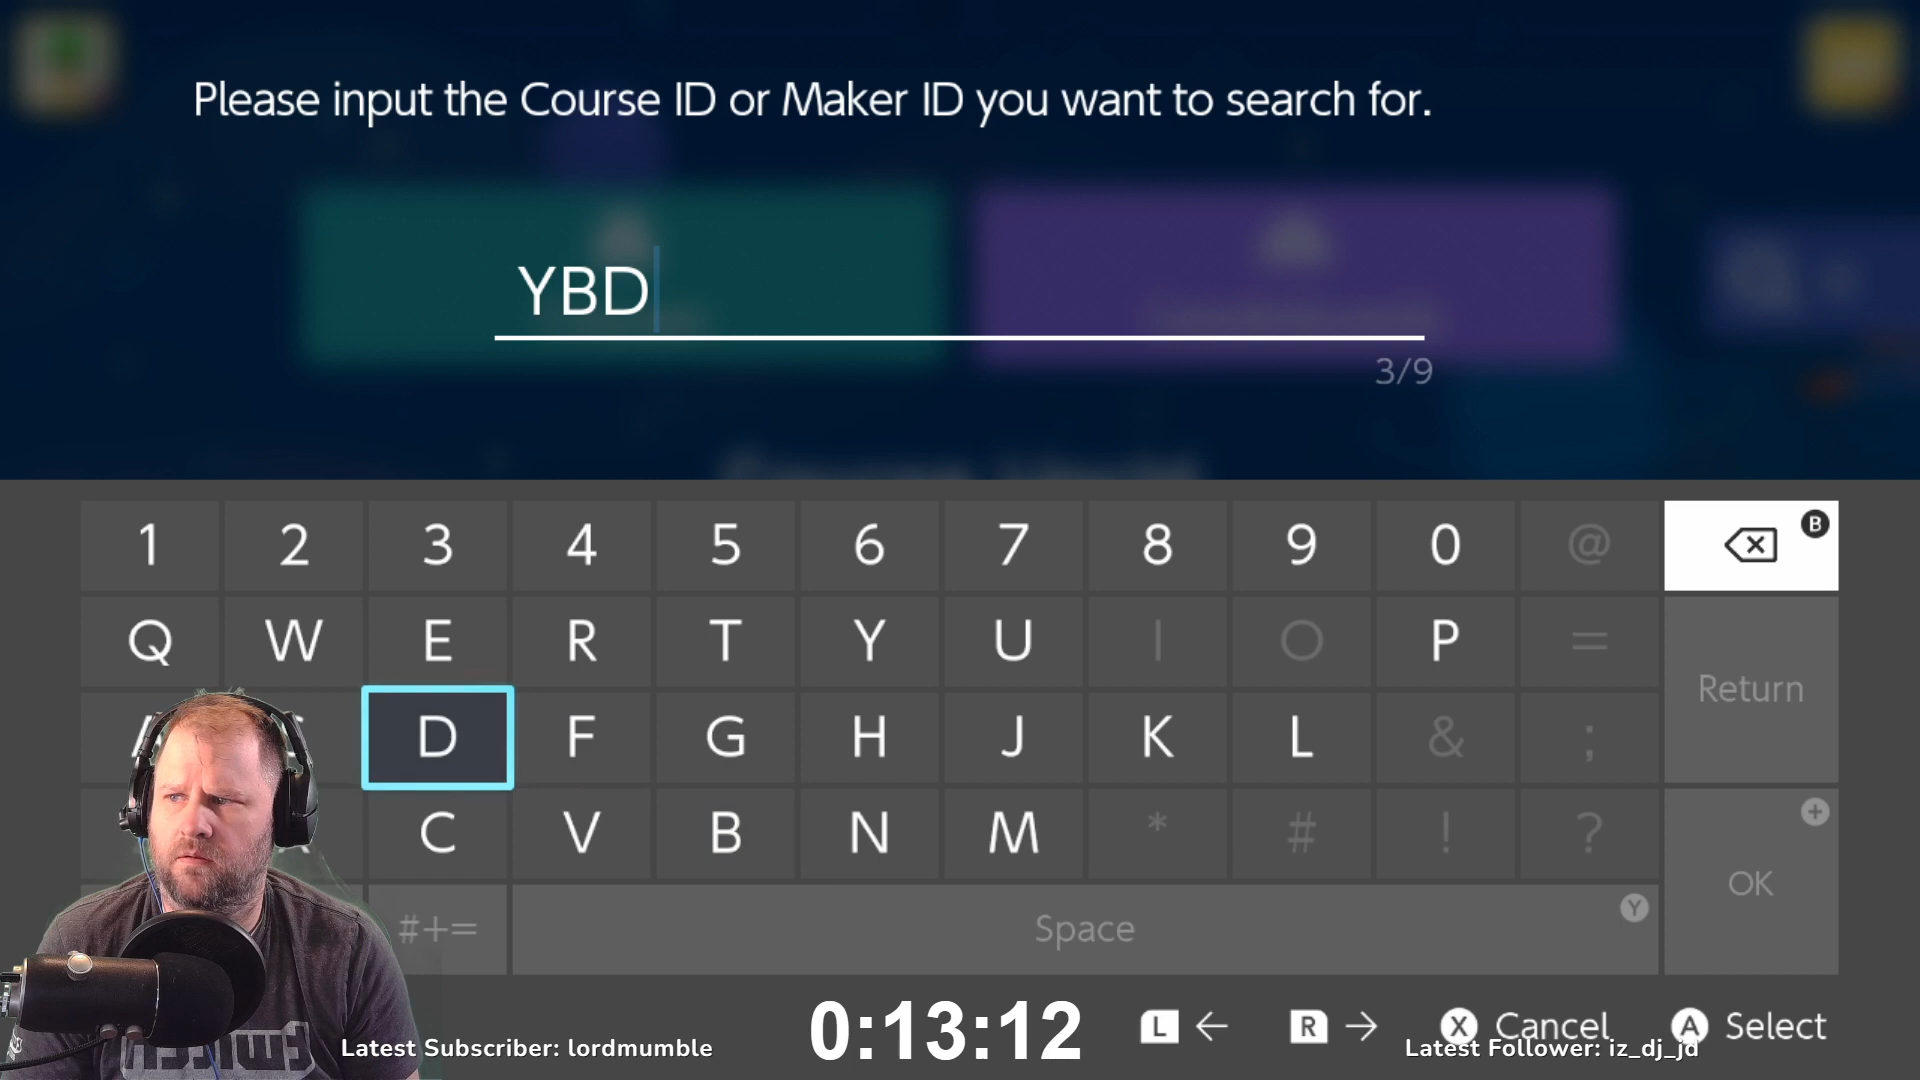 Please input the Course ID or Maker ID you want to search for.
YBD
3/9
1 2 3 4 5 6 7 8 9 0 @ B
Q W E R T Y U I O P =
Return
D F G H J K L & ;
C V B N M * # ! ?
+
OK
#+= Space Y
0:13:12
L ← R → X Cancel A Select
Latest Subscriber: lordmumble
Latest Follower: iz_dj_jd